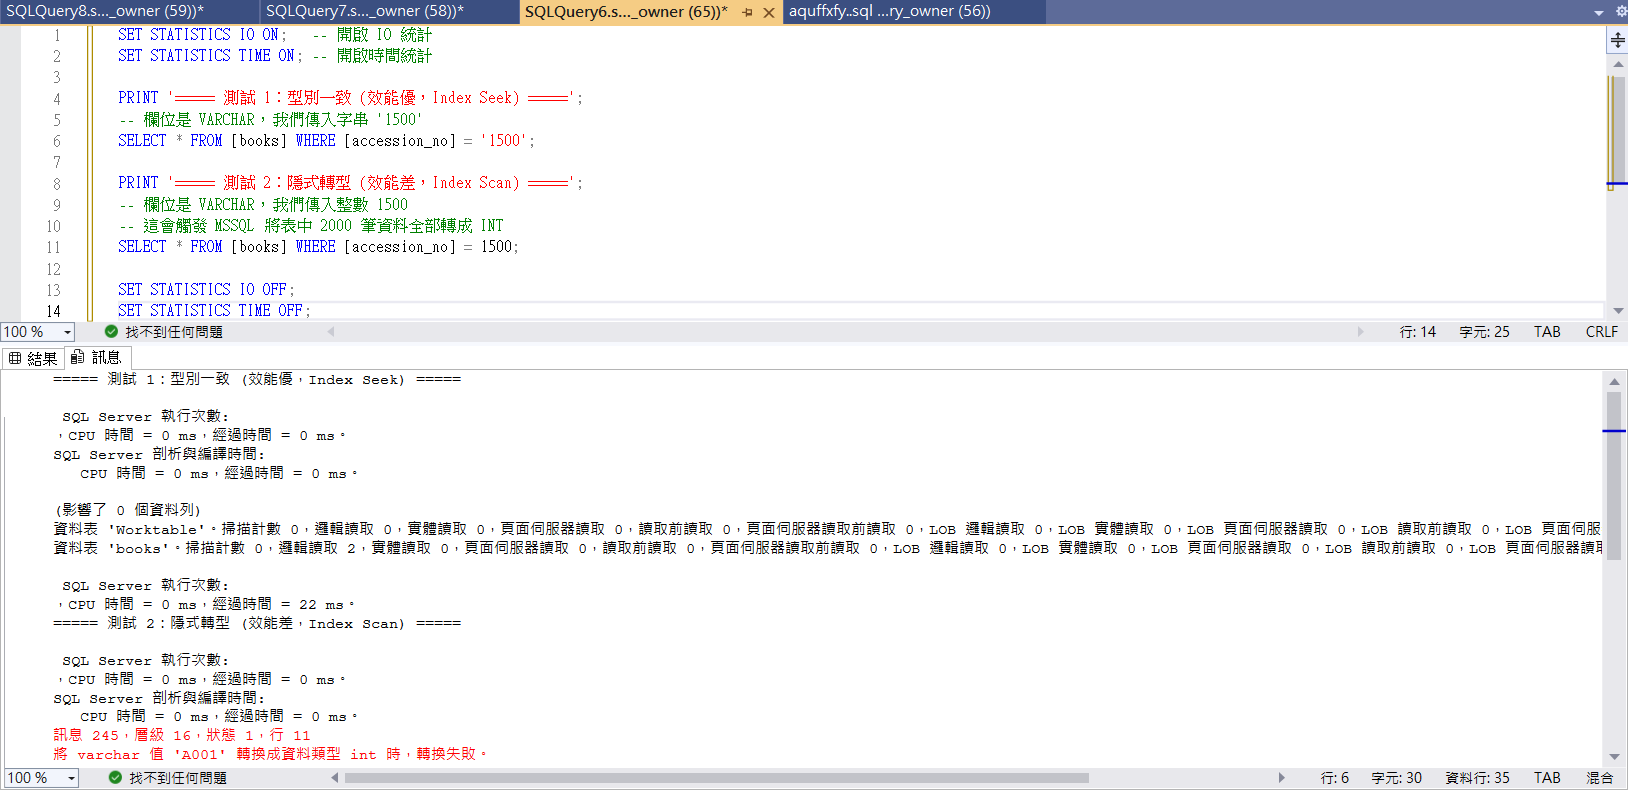 SQLQuery8.s..._owner (59))*
SQLQuery7.s..._owner (58))*
SQLQuery6.s..._owner (65))*
aquffxfy..sql ...ry_owner (56))
1 SET STATISTICS IO ON;   -- 開啟 IO 統計
2 SET STATISTICS TIME ON; -- 開啟時間統計
3
4 PRINT '===== 測試 1：型別一致 (效能優，Index Seek) =====';
5 -- 欄位是 VARCHAR，我們傳入字串 '1500'
6 SELECT * FROM [books] WHERE [accession_no] = '1500';
7
8 PRINT '===== 測試 2：隱式轉型 (效能差，Index Scan) =====';
9 -- 欄位是 VARCHAR，我們傳入整數 1500
10 -- 這會觸發 MSSQL 將表中 2000 筆資料全部轉成 INT
11 SELECT * FROM [books] WHERE [accession_no] = 1500;
12
13 SET STATISTICS IO OFF;
14 SET STATISTICS TIME OFF;
100 % 找不到任何問題 行: 14 字元: 25 TAB CRLF
結果 訊息
===== 測試 1：型別一致 (效能優，Index Seek) =====
SQL Server 執行次數:
，CPU 時間 = 0 ms，經過時間 = 0 ms。
SQL Server 剖析與編譯時間:
CPU 時間 = 0 ms，經過時間 = 0 ms。
(影響了 0 個資料列)
資料表 'Worktable'。掃描計數 0，邏輯讀取 0，實體讀取 0，頁面伺服器讀取 0，讀取前讀取 0，頁面伺服器讀取前讀取 0，LOB 邏輯讀取 0，LOB 實體讀取 0，LOB 頁面伺服器讀取 0，LOB 讀取前讀取 0，LOB 頁面伺服
資料表 'books'。掃描計數 0，邏輯讀取 2，實體讀取 0，頁面伺服器讀取 0，讀取前讀取 0，頁面伺服器讀取前讀取 0，LOB 邏輯讀取 0，LOB 實體讀取 0，LOB 頁面伺服器讀取 0，LOB 讀取前讀取 0，LOB 頁面伺服器讀
SQL Server 執行次數:
，CPU 時間 = 0 ms，經過時間 = 22 ms。
===== 測試 2：隱式轉型 (效能差，Index Scan) =====
SQL Server 執行次數:
，CPU 時間 = 0 ms，經過時間 = 0 ms。
SQL Server 剖析與編譯時間:
CPU 時間 = 0 ms，經過時間 = 0 ms。
訊息 245，層級 16，狀態 1，行 11
將 varchar 值 'A001' 轉換成資料類型 int 時，轉換失敗。
100 % 找不到任何問題 行: 6 字元: 30 資料行: 35 TAB 混合